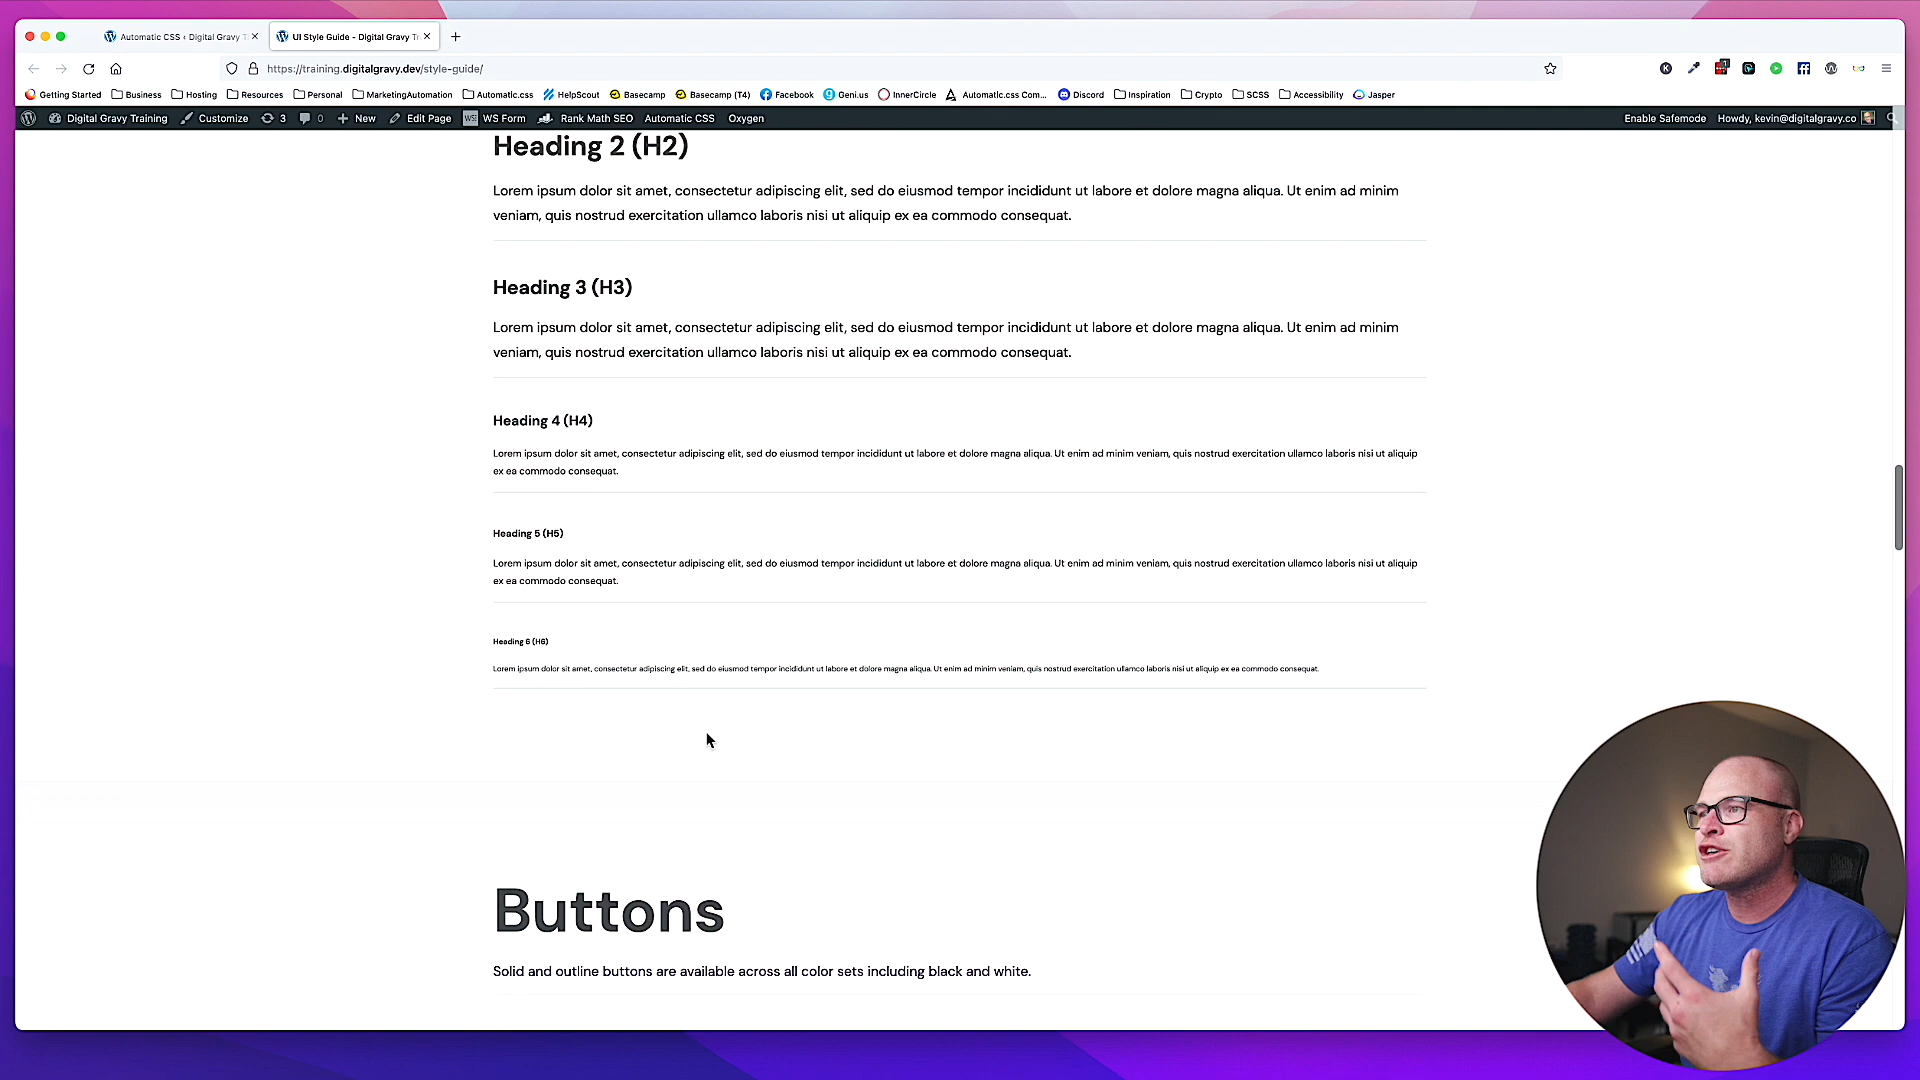 Automatic CSS ‹ Digital Gravy T
UI Style Guide - Digital Gravy Tr
https://training.digitalgravy.dev/style-guide/
Getting Started Business Hosting Resources Personal MarketingAutomation Automatic.css HelpScout Basecamp Basecamp (T4) Facebook Geni.us InnerCircle Automatic.css Com... Discord Inspiration Crypto SCSS Accessibility Jasper
Digital Gravy Training Customize 3 0 New Edit Page WS Form Rank Math SEO Automatic CSS Oxygen Enable Safemode Howdy, kevin@digitalgravy.co
Heading 2 (H2)
Lorem ipsum dolor sit amet, consectetur adipiscing elit, sed do eiusmod tempor incididunt ut labore et dolore magna aliqua. Ut enim ad minim
veniam, quis nostrud exercitation ullamco laboris nisi ut aliquip ex ea commodo consequat.
Heading 3 (H3)
Lorem ipsum dolor sit amet, consectetur adipiscing elit, sed do eiusmod tempor incididunt ut labore et dolore magna aliqua. Ut enim ad minim
veniam, quis nostrud exercitation ullamco laboris nisi ut aliquip ex ea commodo consequat.
Heading 4 (H4)
Lorem ipsum dolor sit amet, consectetur adipiscing elit, sed do eiusmod tempor incididunt ut labore et dolore magna aliqua. Ut enim ad minim veniam, quis nostrud exercitation ullamco laboris nisi ut aliquip
ex ea commodo consequat.
Heading 5 (H5)
Lorem ipsum dolor sit amet, consectetur adipiscing elit, sed do eiusmod tempor incididunt ut labore et dolore magna aliqua. Ut enim ad minim veniam, quis nostrud exercitation ullamco laboris nisi ut aliquip
ex ea commodo consequat.
Heading 6 (H6)
Lorem ipsum dolor sit amet, consectetur adipiscing elit, sed do eiusmod tempor incididunt ut labore et dolore magna aliqua. Ut enim ad minim veniam, quis nostrud exercitation ullamco laboris nisi ut aliquip ex ea commodo consequat.
Buttons
Solid and outline buttons are available across all color sets including black and white.